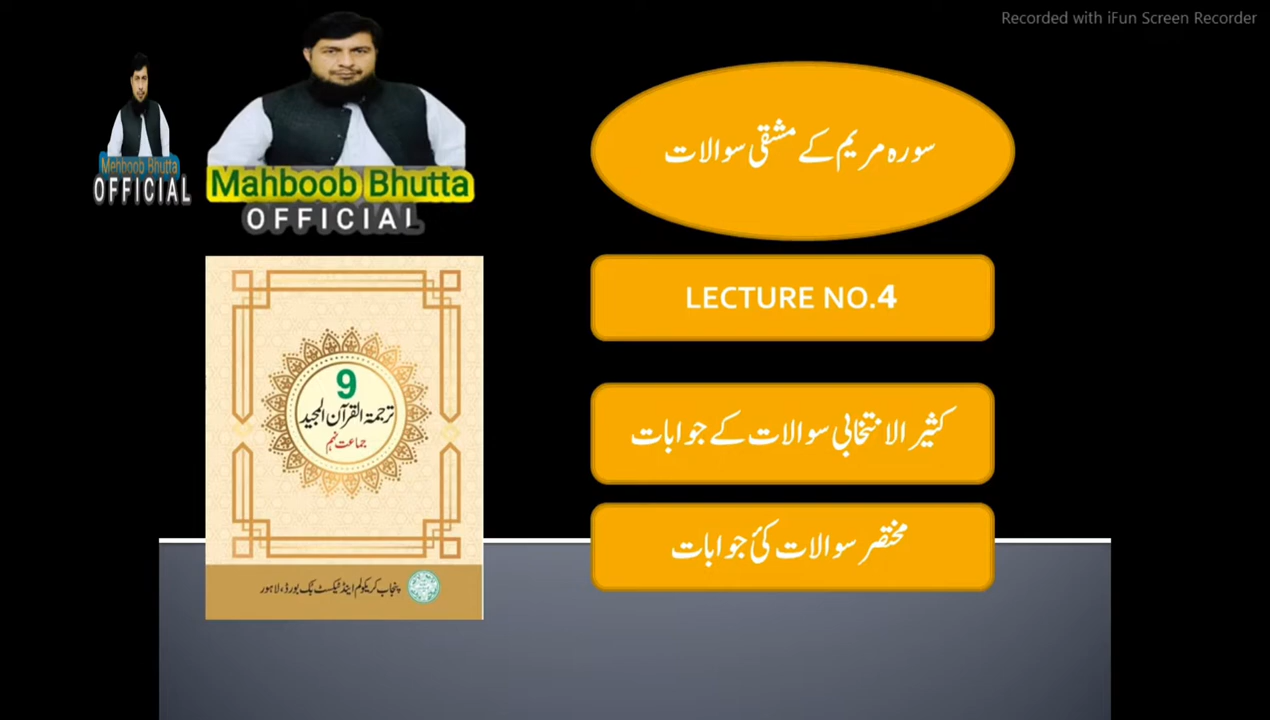 Recorded with iFun Screen Recorder
Mehboob Bhutta
OFFICIAL
Mahboob Bhutta
OFFICIAL
سورہ مریم کے مشقی سوالات
LECTURE NO.4
9
ترجمۃ القرآن المجید
جماعت نہم
پنجاب کریکولم اینڈ ٹیکسٹ بک بورڈ، لاہور
کثیر الانتخابی سوالات کے جوابات
مختصر سوالات کئ جوابات